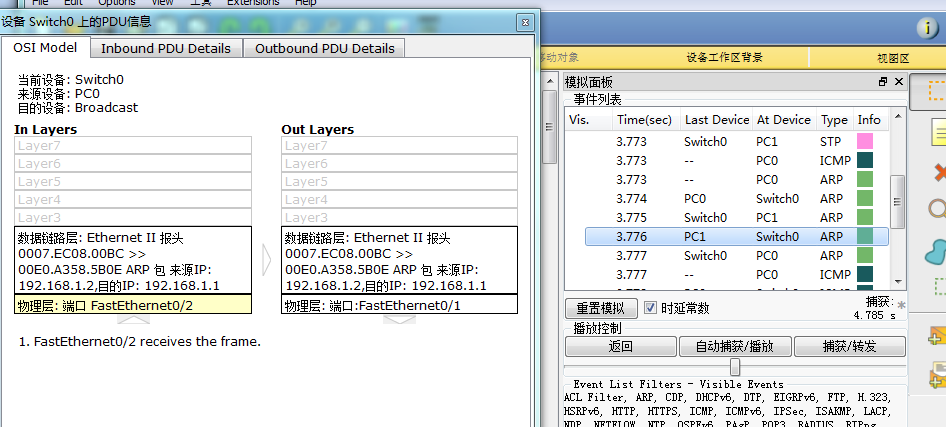 File Edit Options View Tools Extensions Help
设备 Switch0 上的PDU信息
OSI Model Inbound PDU Details Outbound PDU Details
当前设备: Switch0
来源设备: PC0
目的设备: Broadcast
In Layers
Layer7
Layer6
Layer5
Layer4
Layer3
数据链路层: Ethernet II 报头
0007.EC08.00BC >>
00E0.A358.5B0E ARP 包 来源IP:
192.168.1.2,目的IP: 192.168.1.1
物理层: 端口 FastEthernet0/2
Out Layers
Layer7
Layer6
Layer5
Layer4
Layer3
数据链路层: Ethernet II 报头
0007.EC08.00BC >>
00E0.A358.5B0E ARP 包 来源IP:
192.168.1.2,目的IP: 192.168.1.1
物理层: 端口:FastEthernet0/1
1. FastEthernet0/2 receives the frame.
移动对象 设备工作区背景 视图区
模拟面板
事件列表
Vis. Time(sec) Last Device At Device Type Info
3.773 Switch0 PC1 STP
3.773 -- PC0 ICMP
3.773 -- PC0 ARP
3.774 PC0 Switch0 ARP
3.775 Switch0 PC1 ARP
3.776 PC1 Switch0 ARP
3.777 Switch0 PC0 ARP
3.777 -- PC0 ICMP
重置模拟 时延常数 捕获:
4.785 s
播放控制
返回 自动捕获/播放 捕获/转发
Event List Filters - Visible Events
ACL Filter, ARP, CDP, DHCPv6, DTP, EIGRPv6, FTP, H.323,
HSRPv6, HTTP, HTTPS, ICMP, ICMPv6, IPSec, ISAKMP, LACP,
NDP, NETFLOW, NTP, OSPFv6, PAgP, POP3, RADIUS, RIPng,